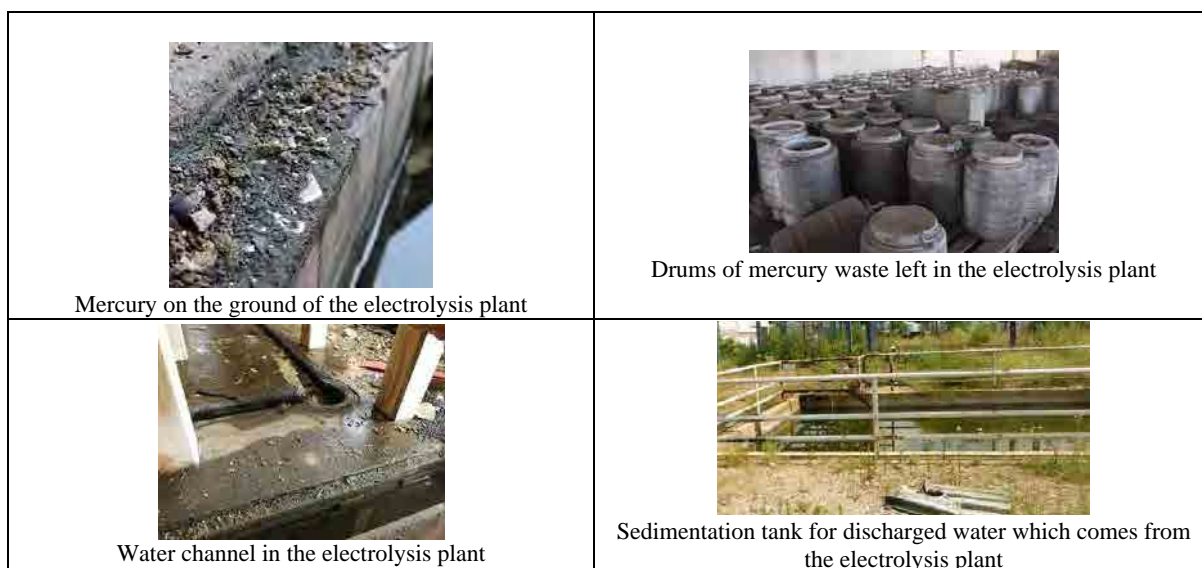 Mercury on the ground of the electrolysis plant
Drums of mercury waste left in the electrolysis plant
Water channel in the electrolysis plant
Sedimentation tank for discharged water which comes from
the electrolysis plant